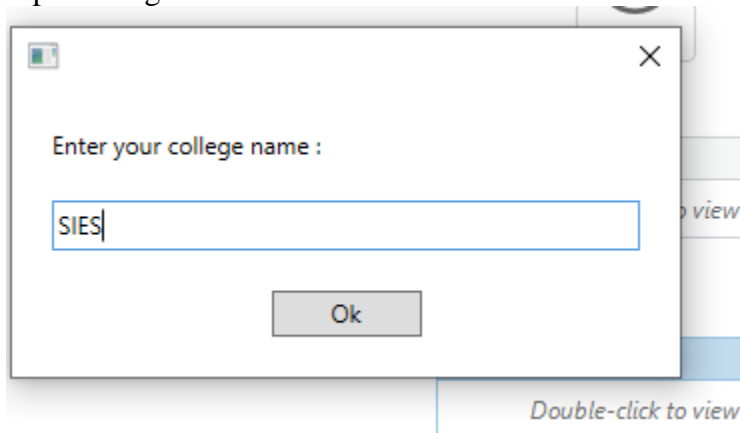 Enter your college name :
view
SIES
Ok
Double-click to view